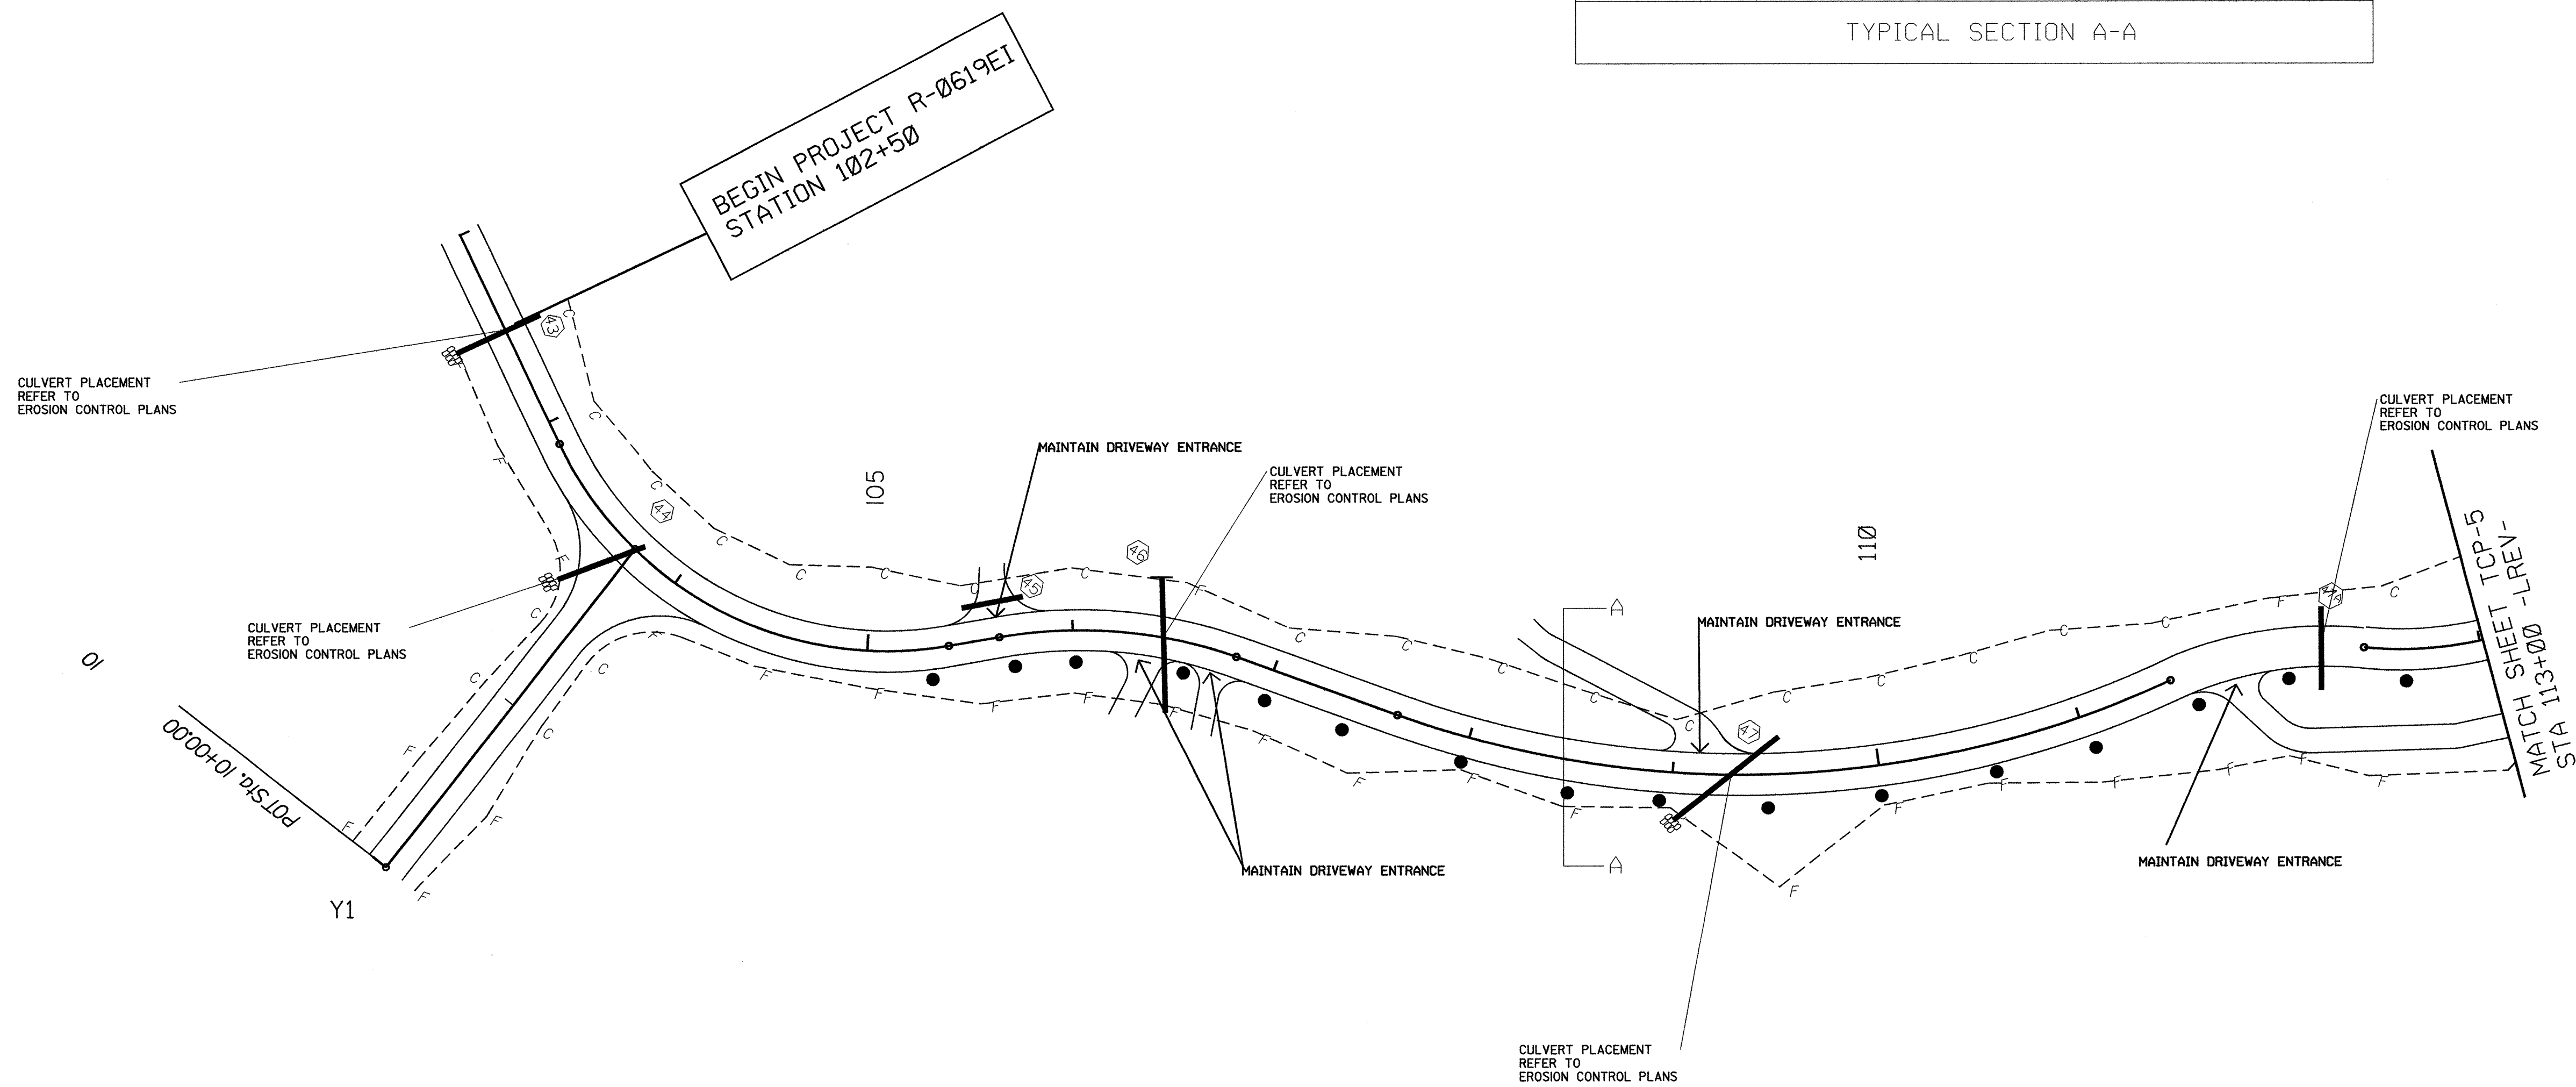 TYPICAL SECTION A-A
BEGIN PROJECT R-Ø619EI
STATION 1Ø2+5Ø
43
C
F
CULVERT PLACEMENT
REFER TO
EROSION CONTROL PLANS
C
F
C
44
C
105
MAINTAIN DRIVEWAY ENTRANCE
CULVERT PLACEMENT
REFER TO
EROSION CONTROL PLANS
46
C
C
C
C
45
F
CULVERT PLACEMENT
REFER TO
EROSION CONTROL PLANS
F
C
C
F
C
C
F
F
F
F
F
F
F
10
POT Sta. 10+00.00
F
F
F
Y1
MAINTAIN DRIVEWAY ENTRANCE
C
C
C
C
C
A
A
F
F
F
MAINTAIN DRIVEWAY ENTRANCE
47
11Ø
C
C
C
C
C
F
C
CULVERT PLACEMENT
REFER TO
EROSION CONTROL PLANS
MATCH SHEET TCP-5
STA 113+ØØ -LREV-
F
F
F
F
F
F
F
MAINTAIN DRIVEWAY ENTRANCE
CULVERT PLACEMENT
REFER TO
EROSION CONTROL PLANS